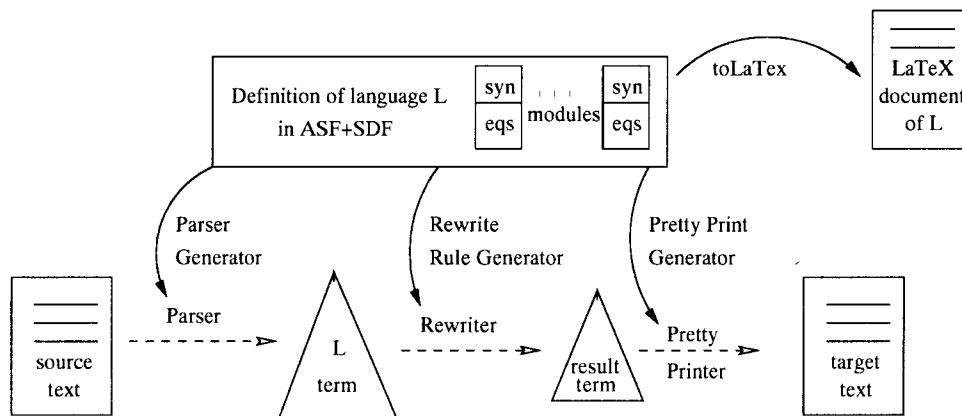 toLaTex
LaTeX
document
of L
Definition of language L
in ASF+SDF
syn
eqs
modules
syn
eqs
Parser
Generator
Rewrite
Rule Generator
Pretty Print
Generator
source
text
Parser
L
term
Rewriter
result
term
Pretty
Printer
target
text